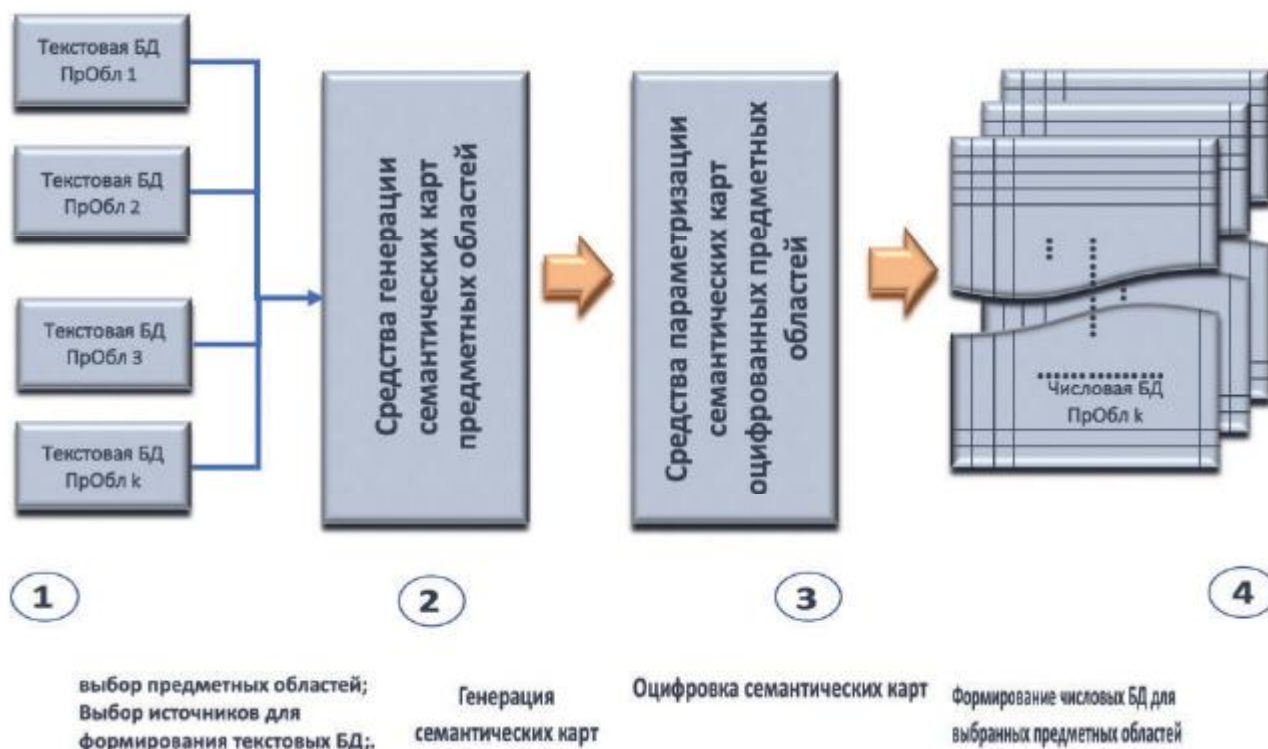 Текстовая БД
ПрОбл 1
Текстовая БД
ПрОбл 2
Текстовая БД
ПрОбл 3
Текстовая БД
ПрОбл k
Средства генерации
семантических карт
предметных областей
Средства параметризации
семантических карт
оцифрованных предметных
областей
Числовая БД
ПрОбл k
1
2
3
4
выбор предметных областей;
Выбор источников для
формирования текстовых БД;.
Генерация
семантических карт
Оцифровка семантических карт
Формирование числовых БД для
выбранных предметных областей